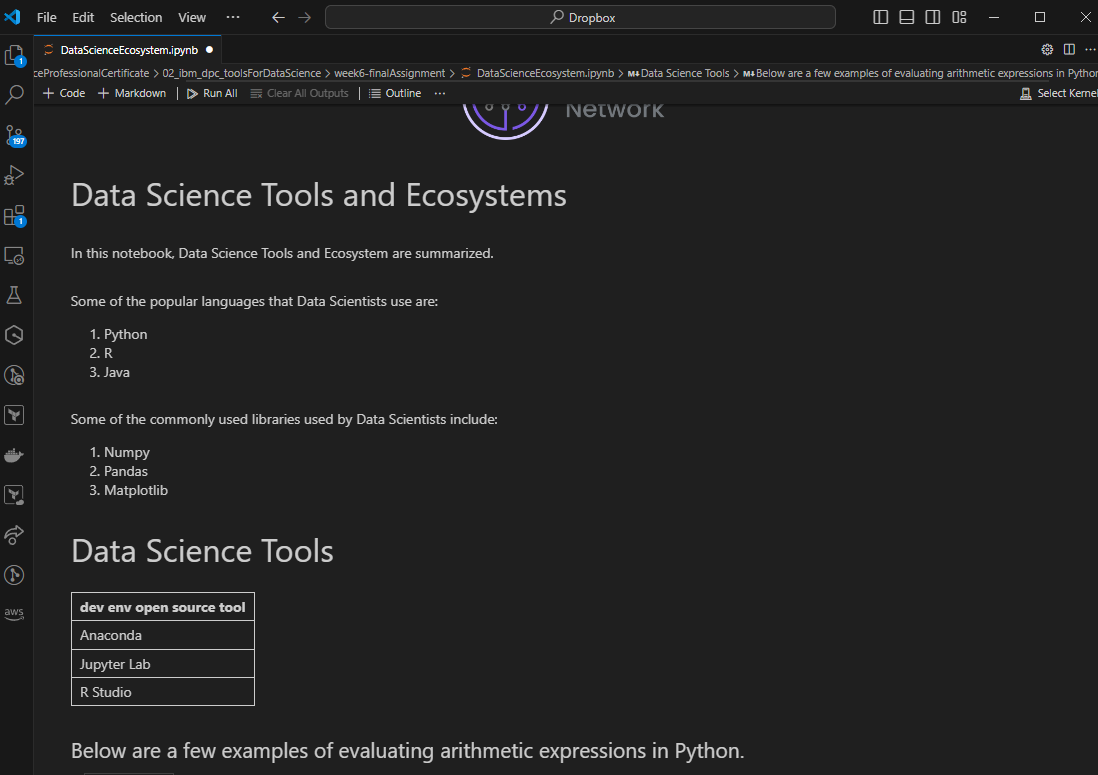 File Edit Selection View ··· Dropbox
DataScienceEcosystem.ipynb
1
ceProfessionalCertificate > 02_ibm_dpc_toolsForDataScience > week6-finalAssignment > DataScienceEcosystem.ipynb > M↓Data Science Tools > M↓Below are a few examples of evaluating arithmetic expressions in Python
+ Code + Markdown Run All Clear All Outputs Outline ··· Select Kernel
Network
197
Data Science Tools and Ecosystems
1
In this notebook, Data Science Tools and Ecosystem are summarized.
Some of the popular languages that Data Scientists use are:
1. Python
2. R
3. Java
Some of the commonly used libraries used by Data Scientists include:
1. Numpy
2. Pandas
3. Matplotlib
Data Science Tools
dev env open source tool
aws
Anaconda
Jupyter Lab
R Studio
Below are a few examples of evaluating arithmetic expressions in Python.